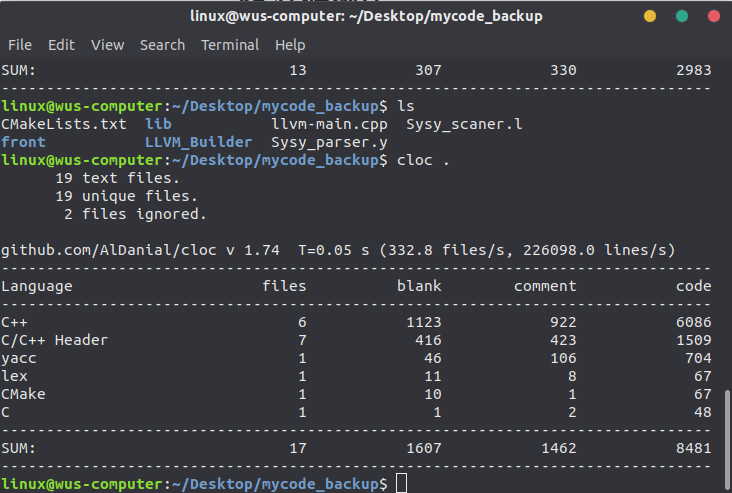 linux@wus-computer: ~/Desktop/mycode_backup
File Edit View Search Terminal Help
SUM: 13 307 330 2983
-------------------------------------------------------------------------------
linux@wus-computer:~/Desktop/mycode_backup$ ls
CMakeLists.txt lib llvm-main.cpp Sysy_scaner.l
front LLVM_Builder Sysy_parser.y
linux@wus-computer:~/Desktop/mycode_backup$ cloc .
19 text files.
19 unique files.
2 files ignored.
github.com/AlDanial/cloc v 1.74 T=0.05 s (332.8 files/s, 226098.0 lines/s)
-------------------------------------------------------------------------------
Language files blank comment code
-------------------------------------------------------------------------------
C++ 6 1123 922 6086
C/C++ Header 7 416 423 1509
yacc 1 46 106 704
lex 1 11 8 67
CMake 1 10 1 67
C 1 1 2 48
-------------------------------------------------------------------------------
SUM: 17 1607 1462 8481
-------------------------------------------------------------------------------
linux@wus-computer:~/Desktop/mycode_backup$